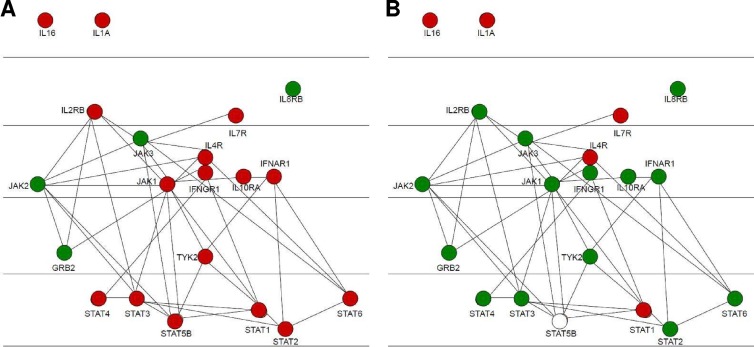 A
IL16
IL1A
IL8RB
IL2RB
IL7R
JAK3
IL4R
JAK2
JAK1
IFNGR1
IL10RA
IFNAR1
GRB2
TYK2
STAT4
STAT3
STAT5B
STAT1
STAT2
STAT6
B
IL16
IL1A
IL8RB
IL2RB
IL7R
JAK3
IL4R
JAK2
JAK1
IFNGR1
IL10RA
IFNAR1
GRB2
TYK2
STAT4
STAT3
STAT5B
STAT1
STAT2
STAT6